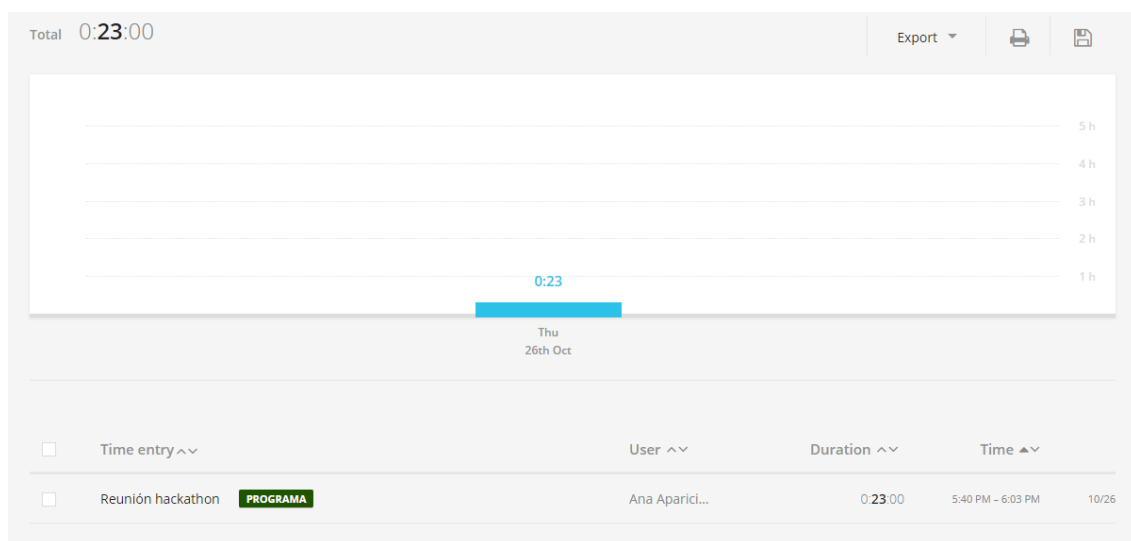 Total 0:23:00 Export
5 h
4 h
3 h
2 h
1 h
0:23
Thu
26th Oct
Time entry User Duration Time
Reunión hackathon PROGRAMA Ana Aparici... 0:23:00 5:40 PM – 6:03 PM 10/26